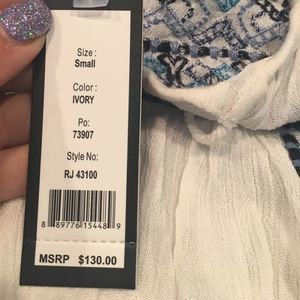 Size :
Small
Color :
IVORY
Po:
73907
Style No:
RJ 43100
8 89776 15448 9
MSRP $130.00